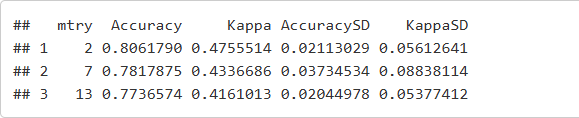 ##   mtry  Accuracy     Kappa AccuracySD    KappaSD
## 1    2 0.8061790 0.4755514 0.02113029 0.05612641
## 2    7 0.7817875 0.4336686 0.03734534 0.08838114
## 3   13 0.7736574 0.4161013 0.02044978 0.05377412